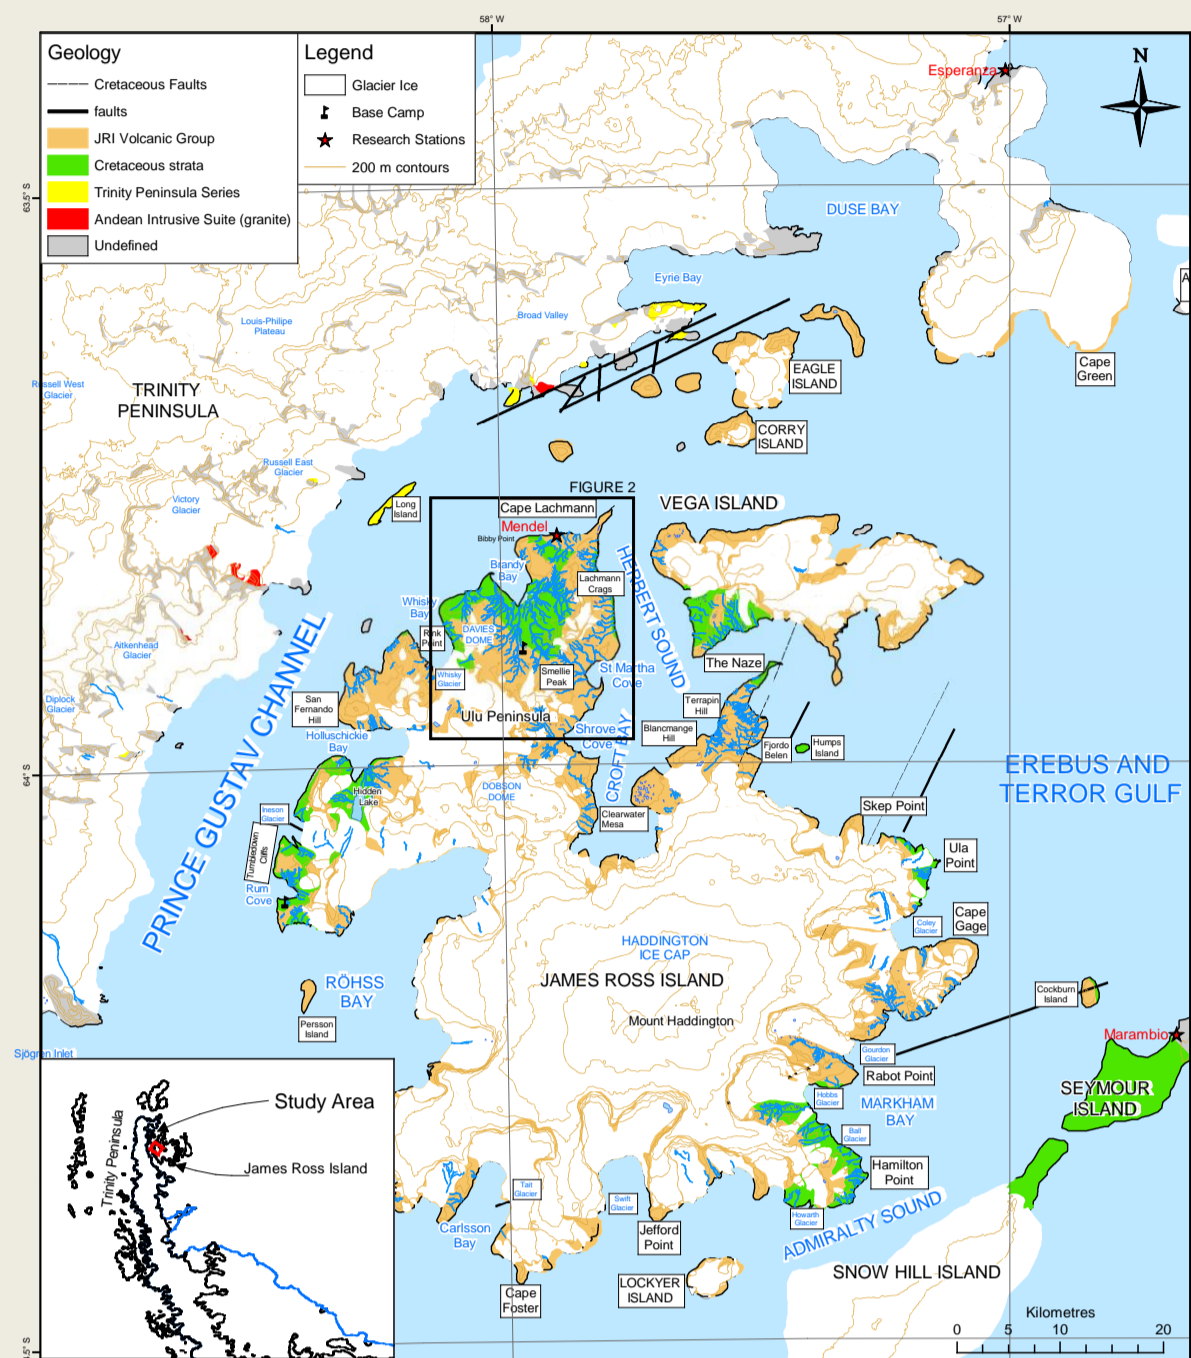 58° W
57° W
Geology
Cretaceous Faults
faults
JRI Volcanic Group
Cretaceous strata
Trinity Peninsula Series
Andean Intrusive Suite (granite)
Undefined
Legend
Glacier Ice
Base Camp
Research Stations
200 m contours
N
Esperanza
63.5° S
DUSE BAY
Eyrie Bay
Broad Valley
Louis-Philipe
Plateau
Russell West
Glacier
TRINITY
PENINSULA
EAGLE
ISLAND
Cape
Green
A
CORRY
ISLAND
Russell East
Glacier
Victory
Glacier
Long
Island
FIGURE 2
Cape Lachmann
Mendel
Bibby Point
VEGA ISLAND
Brandy
Bay
HERBERT SOUND
Lachmann
Crags
Whisky
Bay
Rink
Point
DAVIES
DOME
Aitkenhead
Glacier
Whisky
Glacier
Smellie
Peak
St Martha
Cove
The Naze
Diplock
Glacier
San
Fernando
Hill
Ulu Peninsula
Terrapin
Hill
PRINCE GUSTAV CHANNEL
Holluschickie
Bay
Shrove
Cove
Blancmange
Hill
CROFT BAY
Fjordo
Belen
Humps
Island
64° S
EREBUS AND
TERROR GULF
Hidden
Lake
DOBSON
DOME
Ineson
Glacier
Clearwater
Mesa
Skep Point
Tumbledown
Cliffs
Ula
Point
Rum
Cove
Coley
Glacier
Cape
Gage
HADDINGTON
ICE CAP
JAMES ROSS ISLAND
RÖHSS
BAY
Cockburn
Island
Persson
Island
Mount Haddington
Marambio
Sjögren Inlet
Gourdon
Glacier
Rabot Point
SEYMOUR
ISLAND
Hobbs
Glacier
MARKHAM
BAY
Study Area
Trinity Peninsula
James Ross Island
Ball
Glacier
Hamilton
Point
Tait
Glacier
Swift
Glacier
Howarth
Glacier
Carlsson
Bay
Jefford
Point
ADMIRALTY SOUND
SNOW HILL ISLAND
LOCKYER
ISLAND
Cape
Foster
Kilometres
0 5 10 20